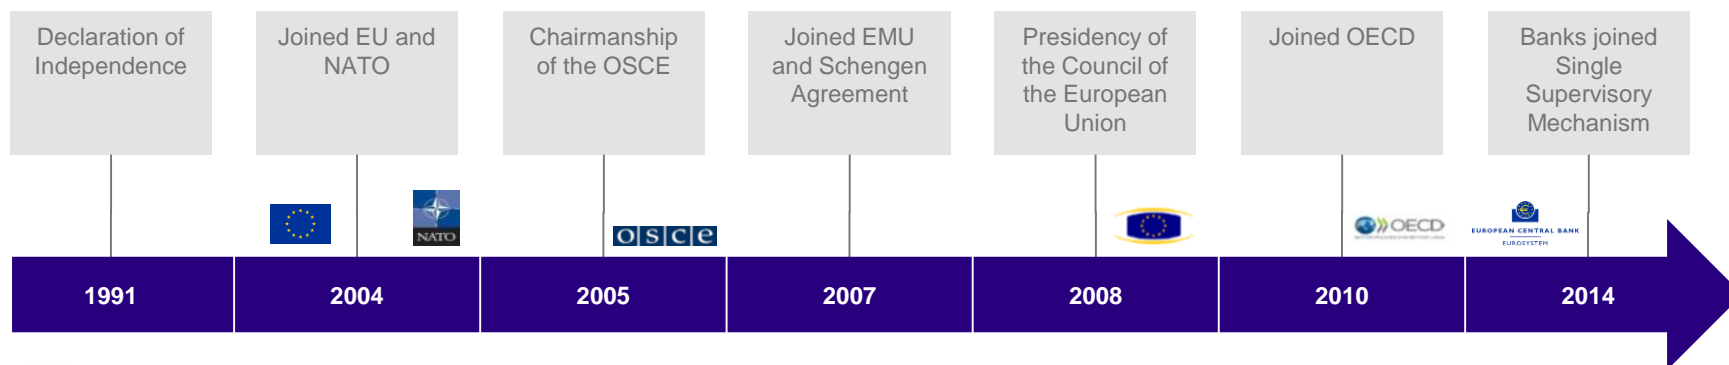 Declaration of
Independence
Joined EU and
NATO
Chairmanship
of the OSCE
Joined EMU
and Schengen
Agreement
Presidency of
the Council of
the European
Union
Joined OECD
Banks joined
Single
Supervisory
Mechanism
NATO
OSCE
OECD
EUROPEAN CENTRAL BANK
EUROSYSTEM
1991
2004
2005
2007
2008
2010
2014